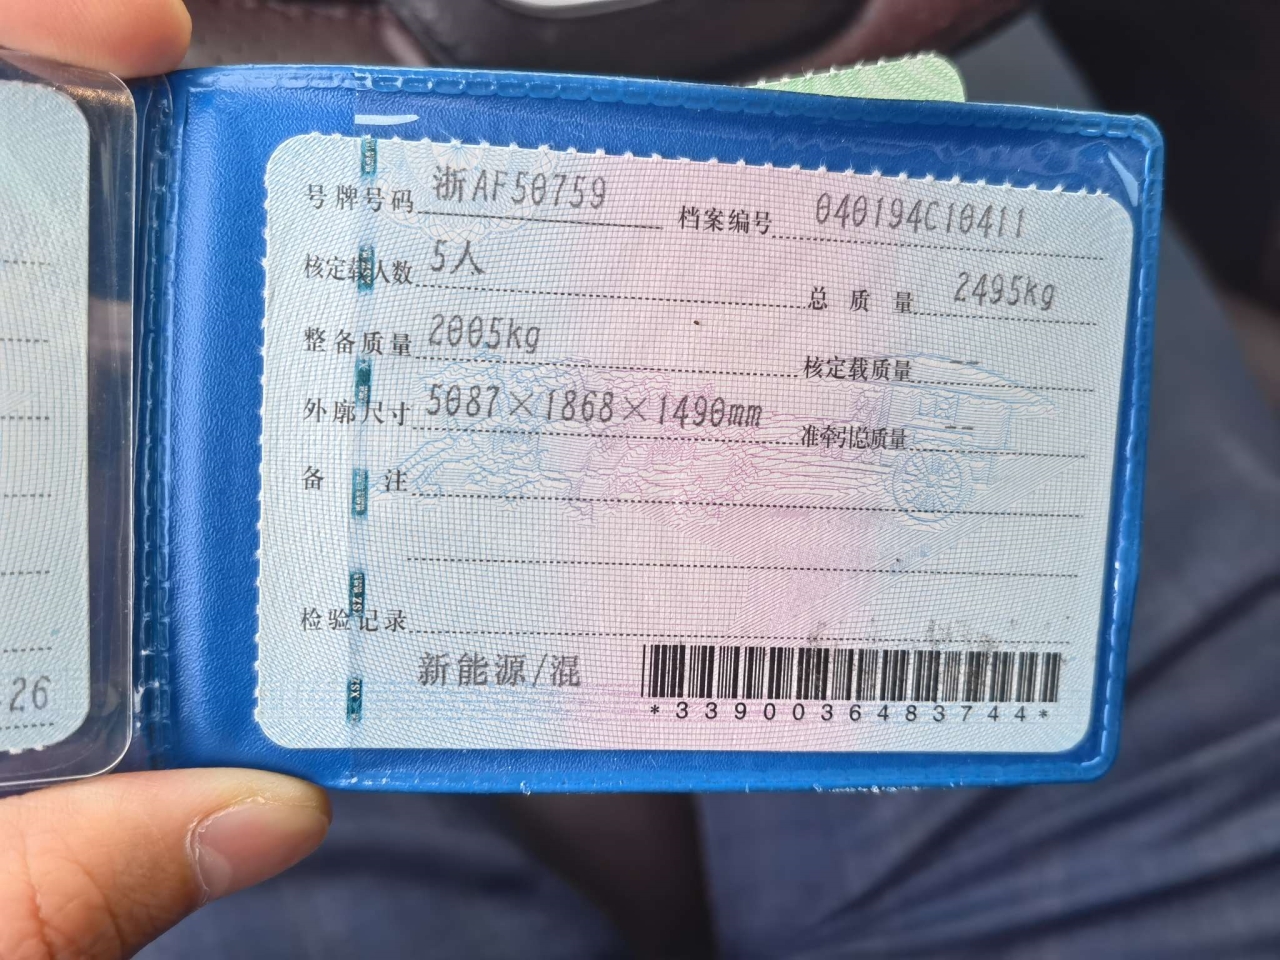 号牌号码 浙AF50759 档案编号 040194C10411
核定载人数 5人 总质量 2495kg
整备质量 2005kg 核定载质量 --
外廓尺寸 5087×1868×1490mm 准牵引总质量 --
备注
检验记录
新能源/混
*3390036483744*
26